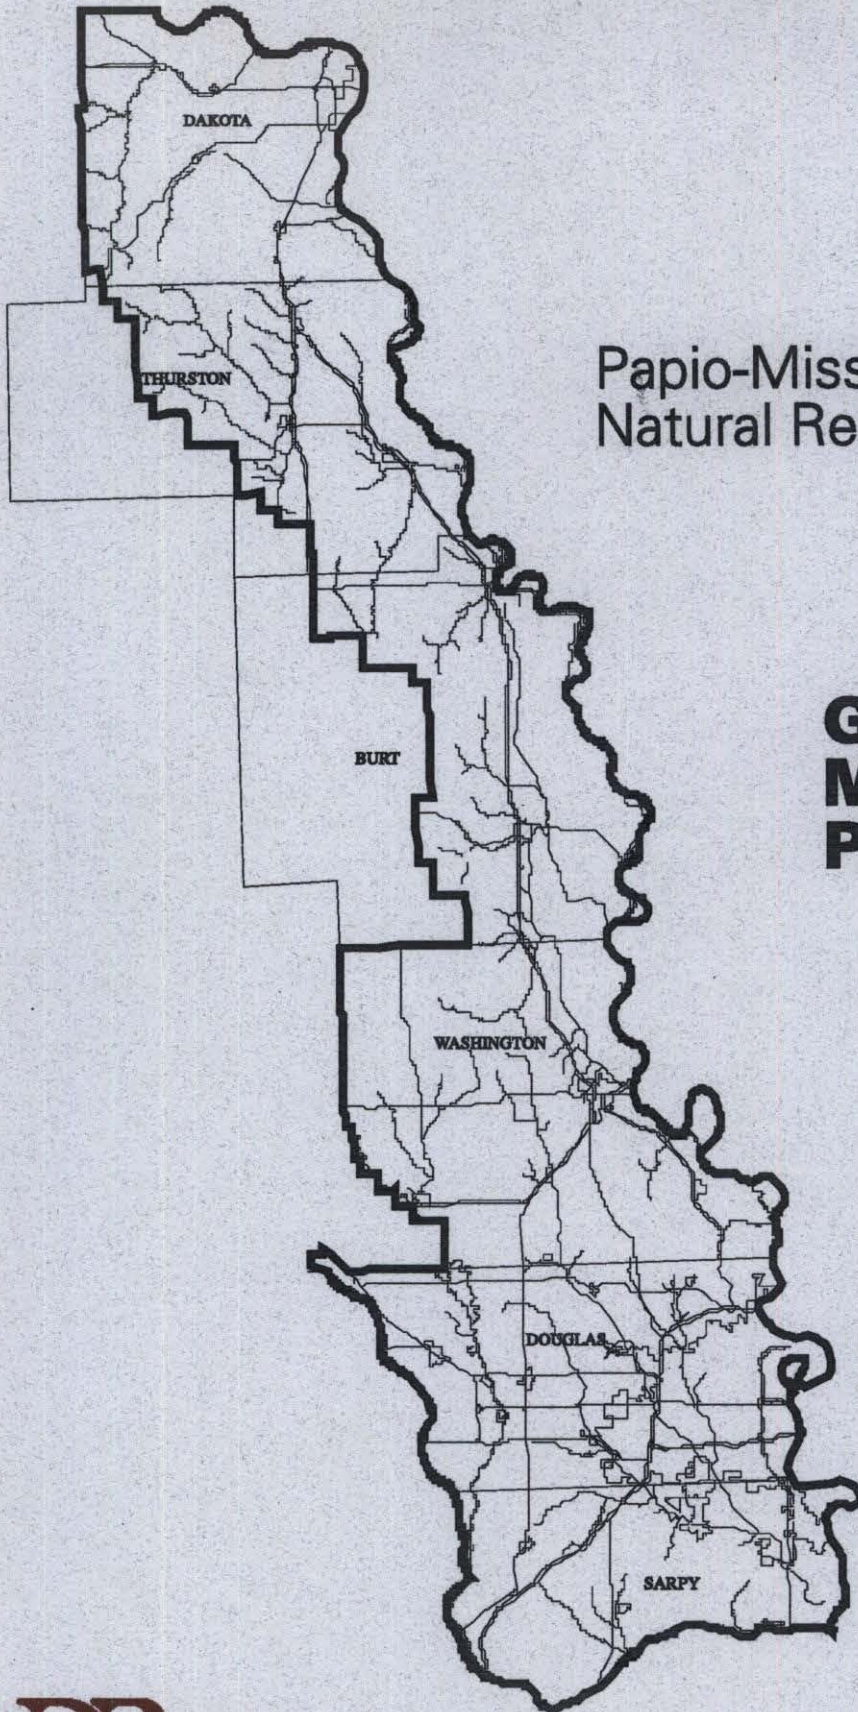 DAKOTA
THURSTON
Papio-Miss
Natural Re
BURT
G
M
P
WASHINGTON
DOUGLAS
SARPY